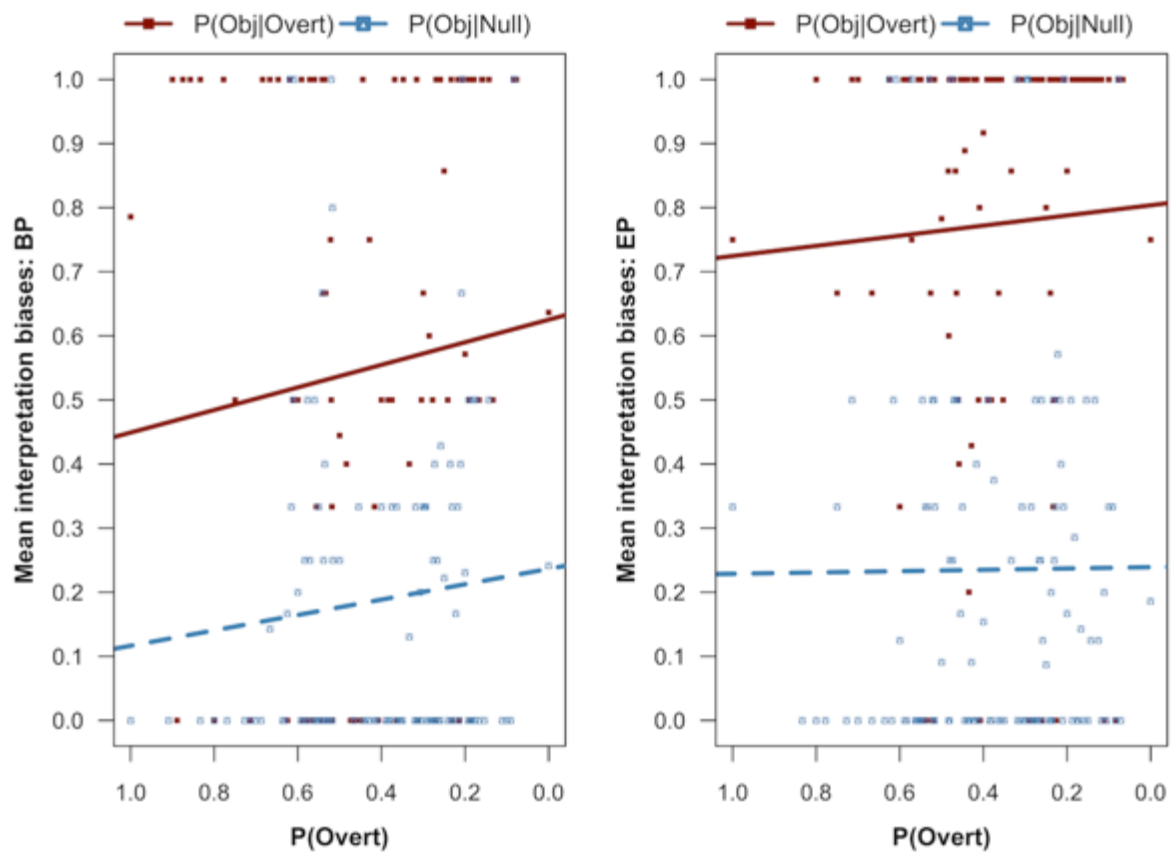 P(Obj|Overt) P(Obj|Null)
Mean interpretation biases: BP
1.0
0.9
0.8
0.7
0.6
0.5
0.4
0.3
0.2
0.1
0.0
1.0 0.8 0.6 0.4 0.2 0.0
P(Overt)
P(Obj|Overt) P(Obj|Null)
Mean interpretation biases: EP
1.0
0.9
0.8
0.7
0.6
0.5
0.4
0.3
0.2
0.1
0.0
1.0 0.8 0.6 0.4 0.2 0.0
P(Overt)